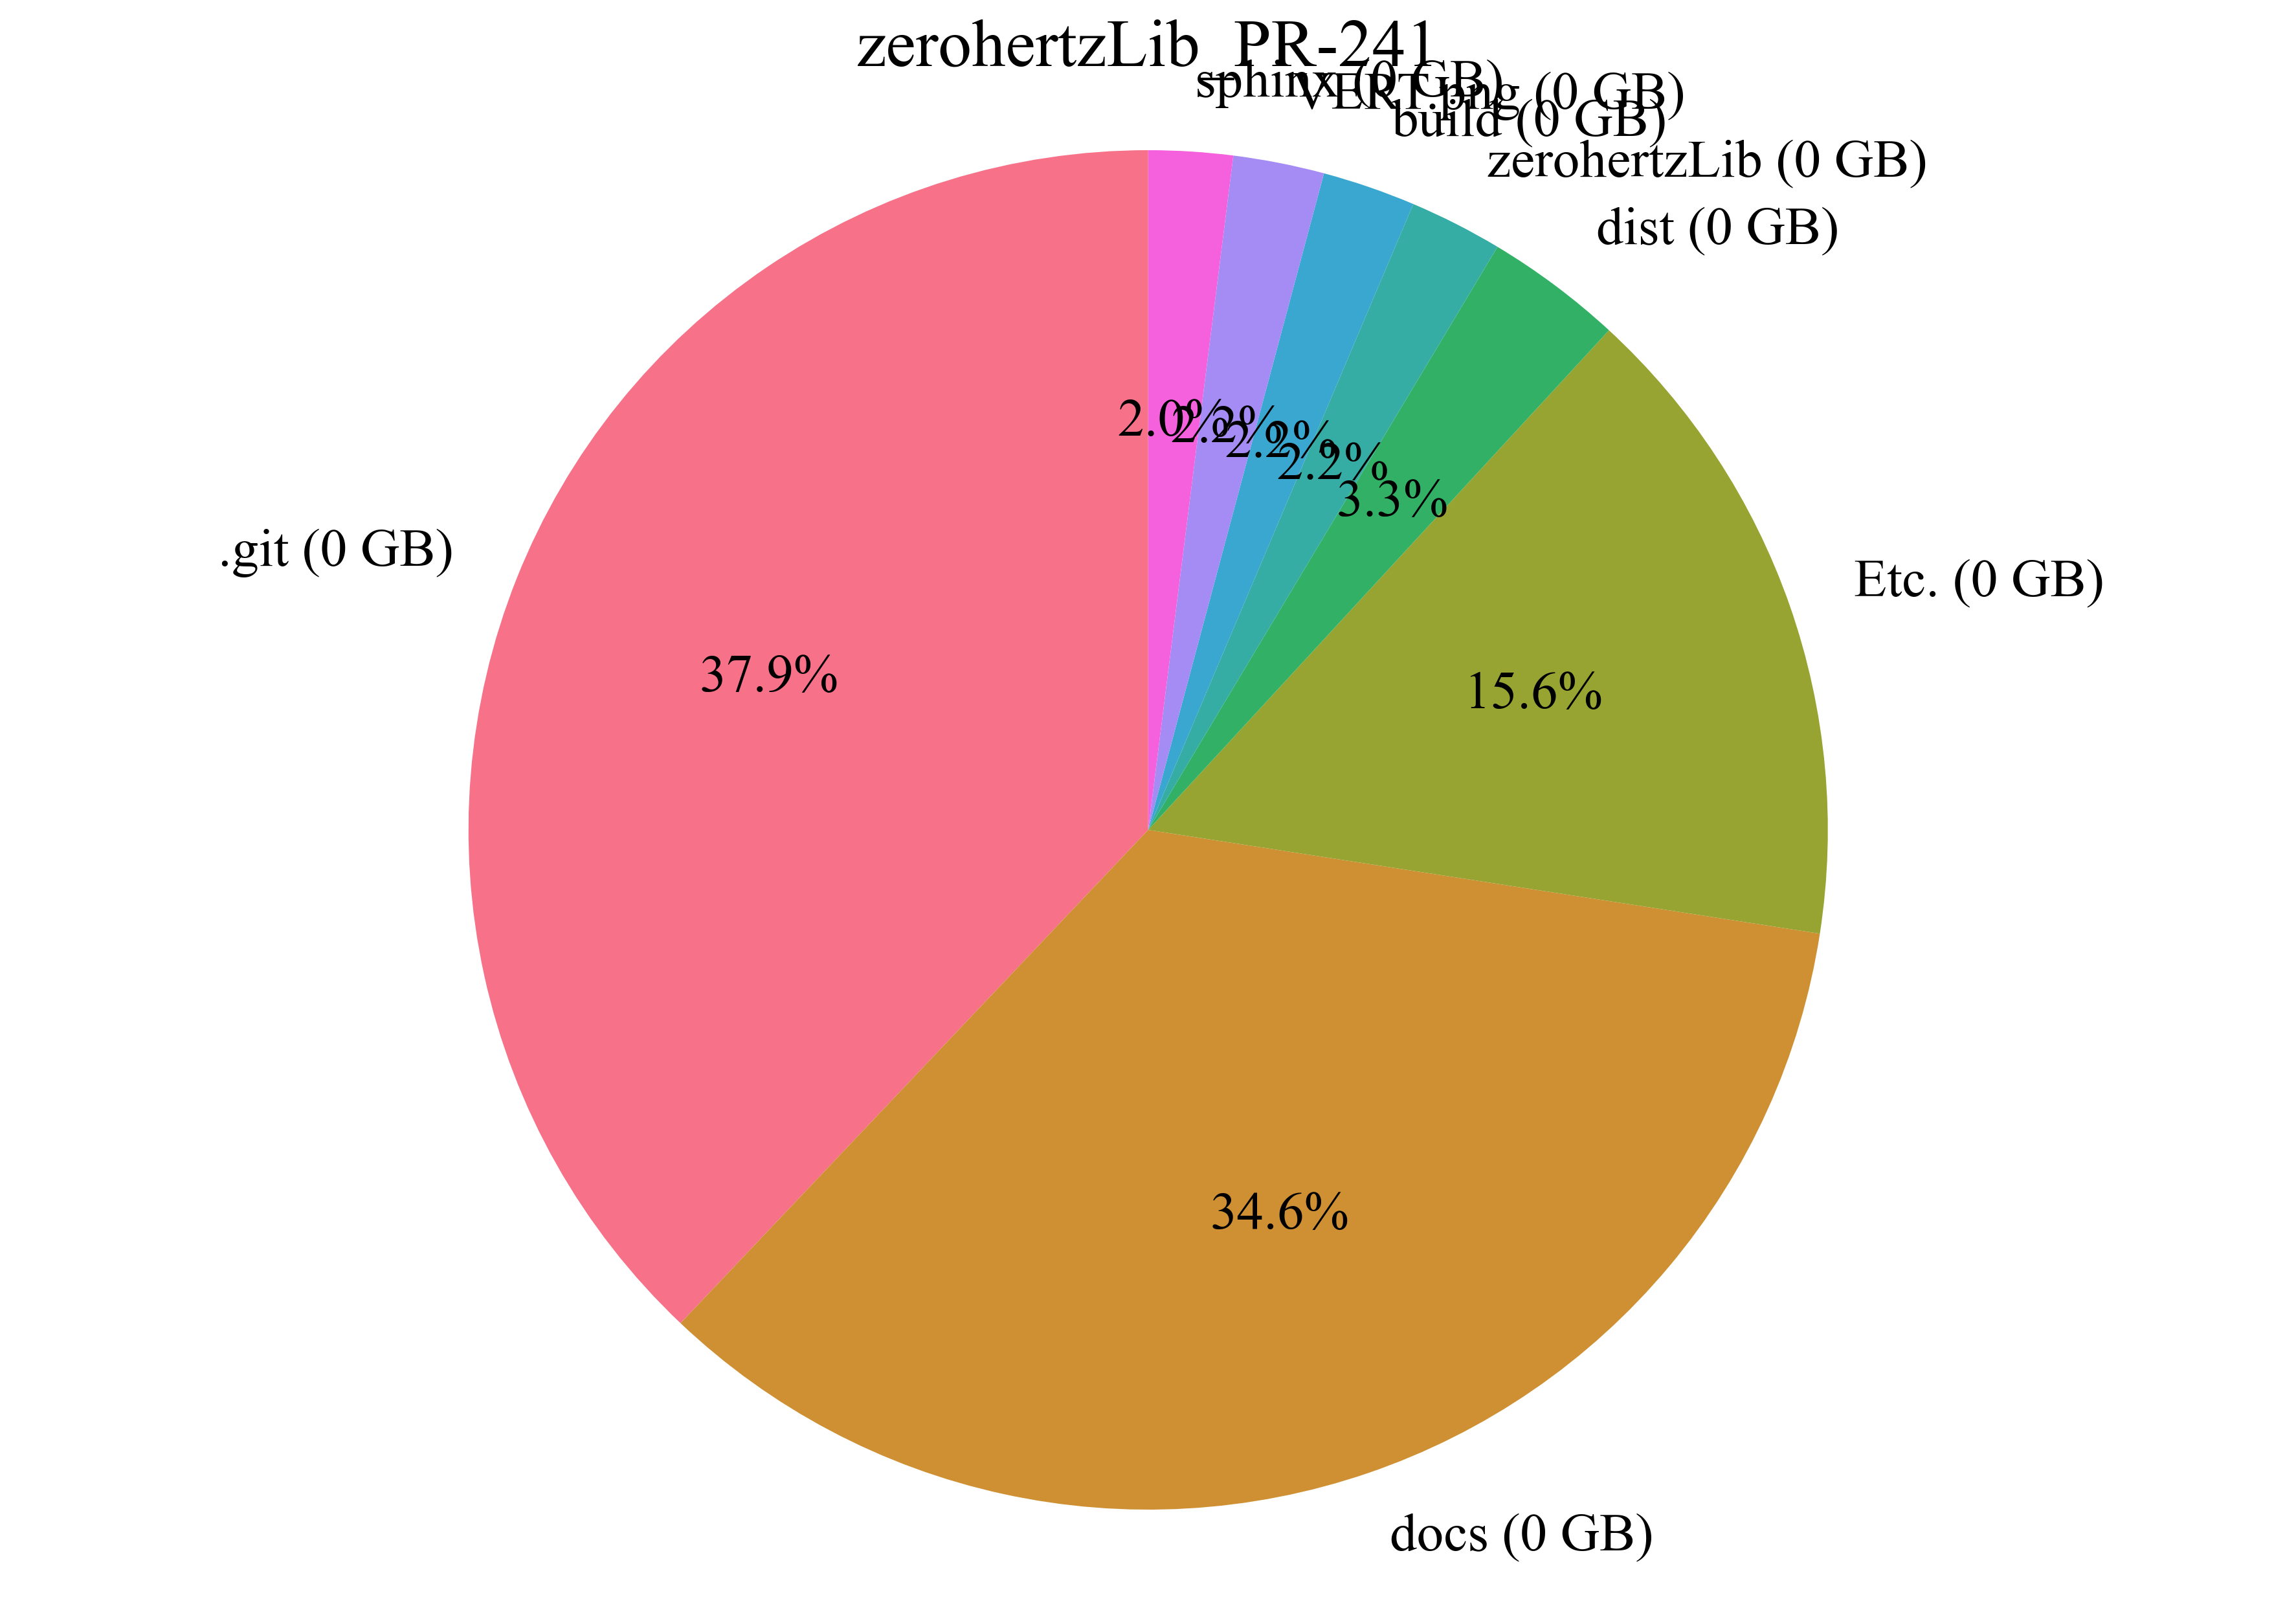 zerohertzLib_PR-241
sphinx (0 GB)
VERT.png (0 GB)
build (0 GB)
zerohertzLib (0 GB)
dist (0 GB)
2.0%
2.2%
2.2%
2.2%
3.3%
.git (0 GB)
Etc. (0 GB)
37.9%
15.6%
34.6%
docs (0 GB)